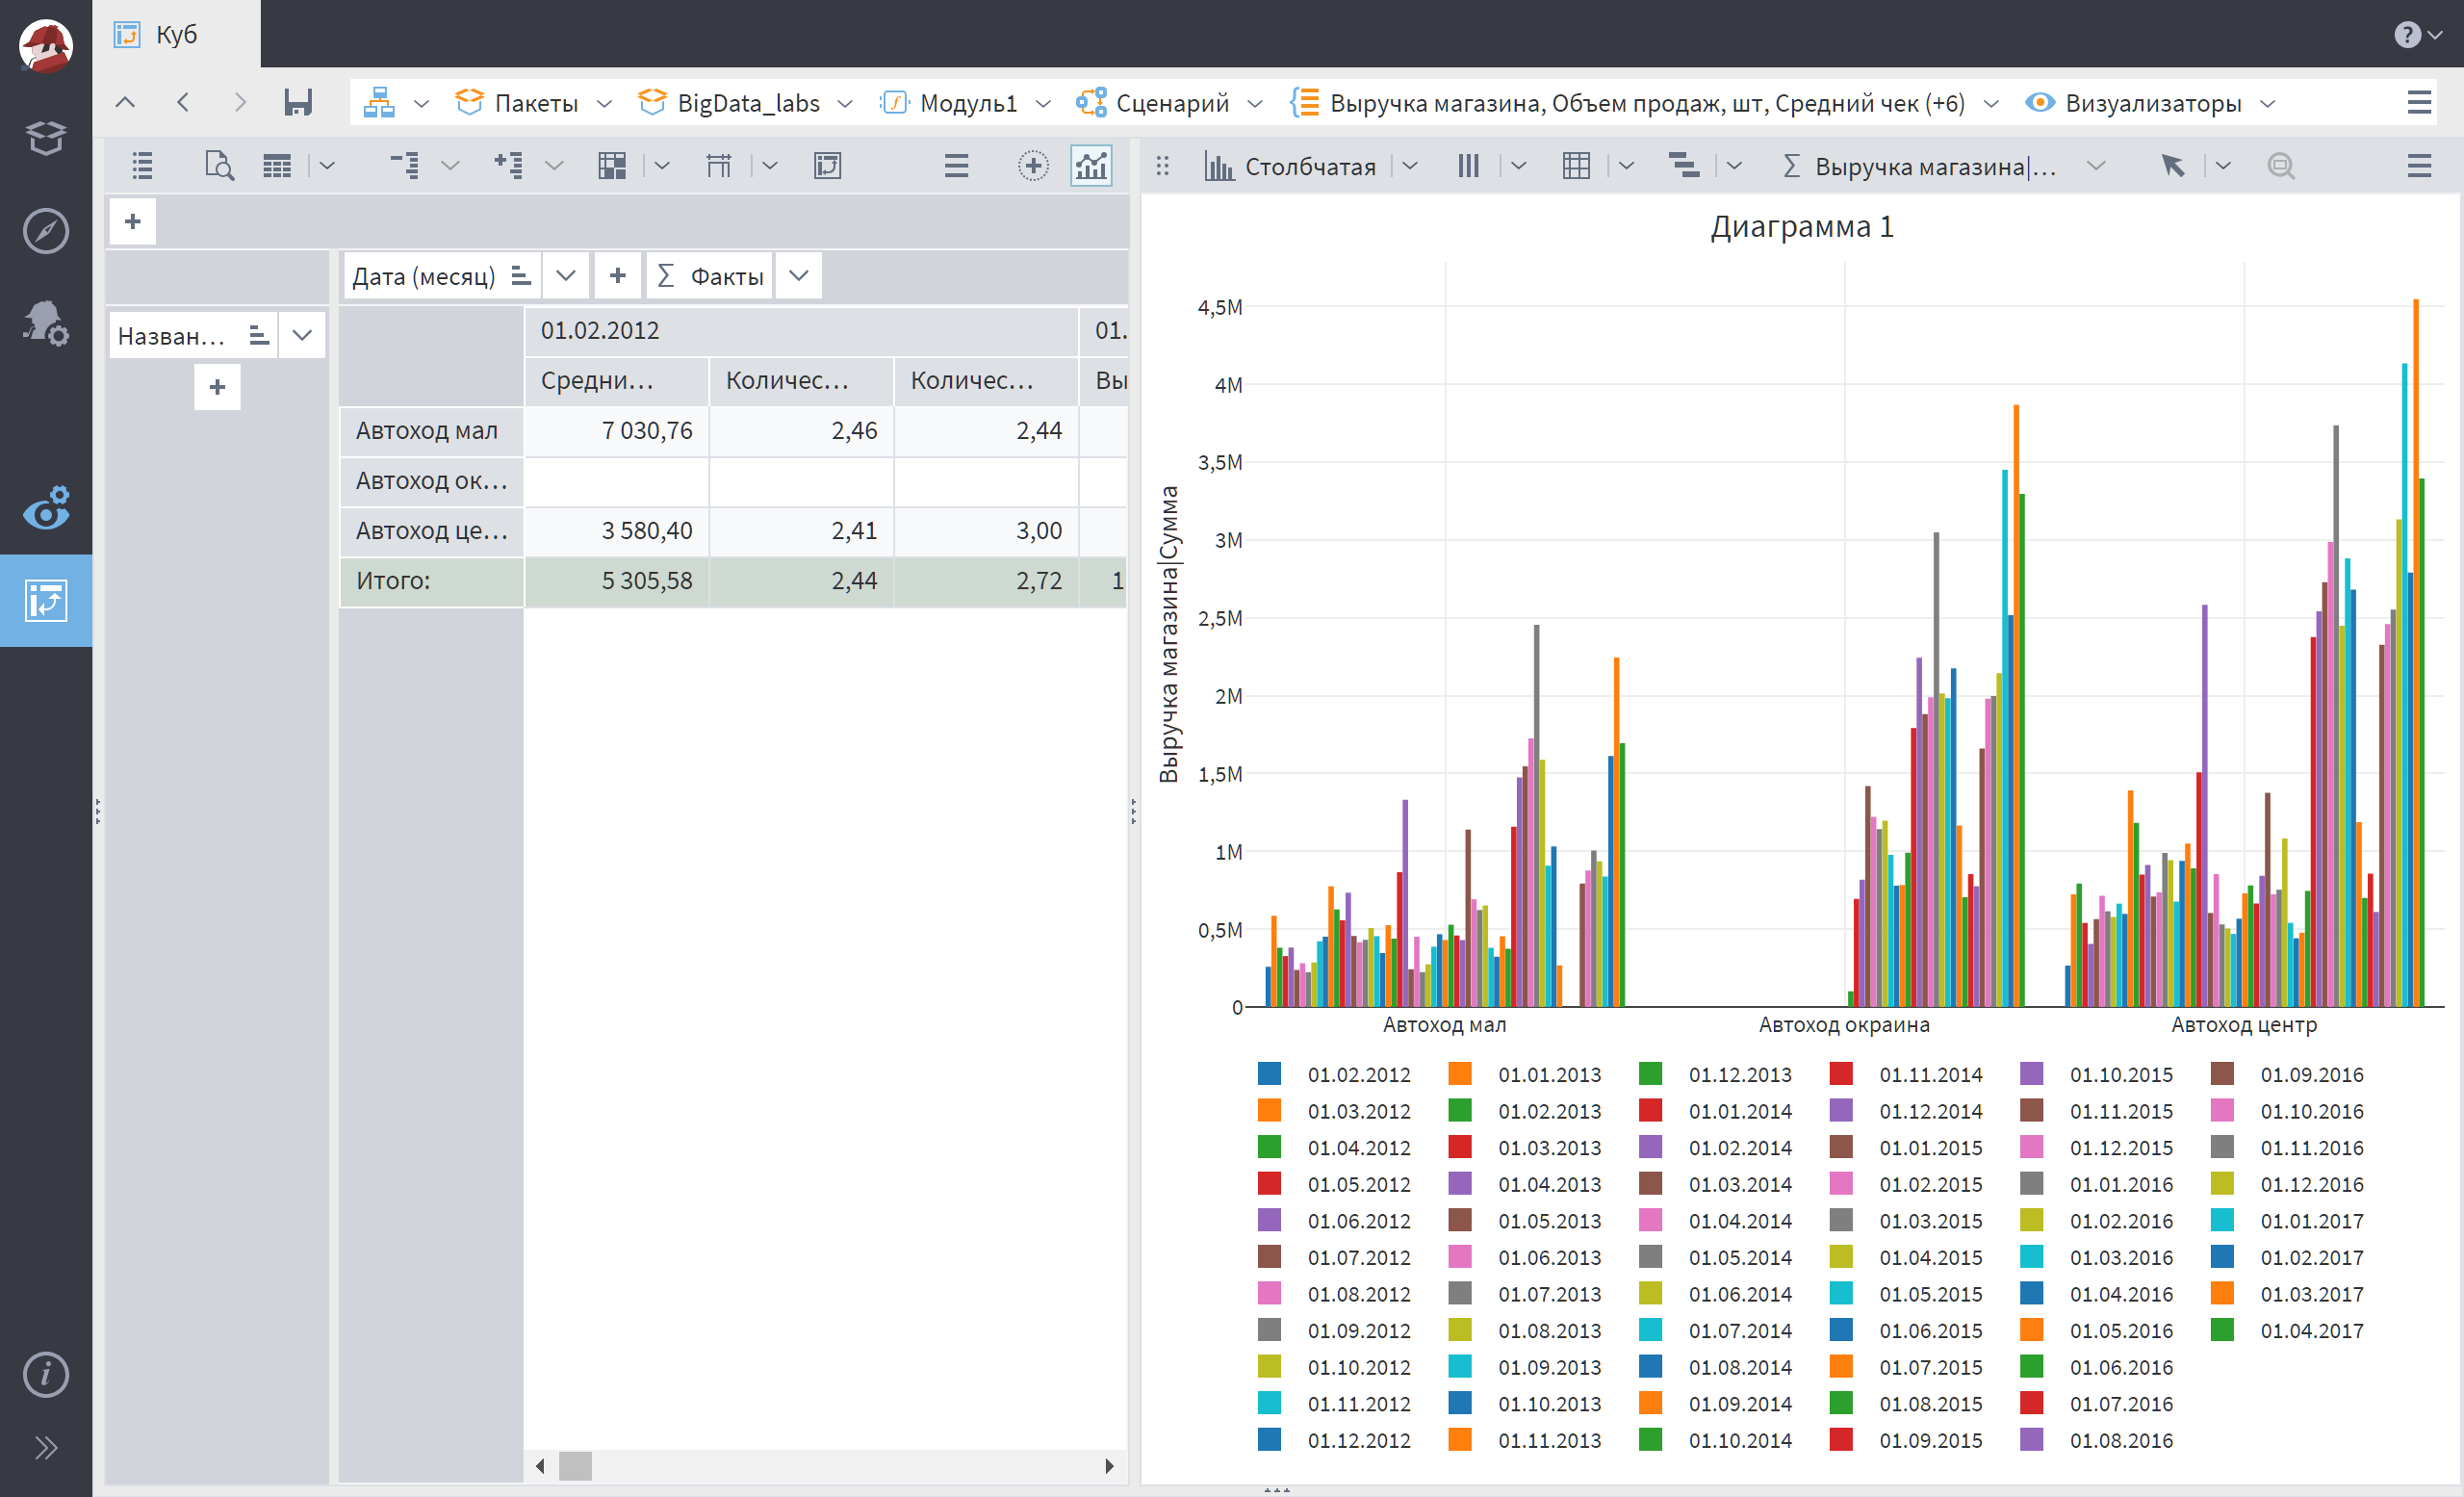 Куб
Пакеты BigData_labs Модуль1 Сценарий Выручка магазина, Объем продаж, шт, Средний чек (+6) Визуализаторы
Столбчатая Σ Выручка магазина|...
Дата (месяц) + Σ Факты
Назван...
01.02.2012 01.
Средни... Количес... Количес... Вы
Автоход мал 7 030,76 2,46 2,44
Автоход ок...
Автоход це... 3 580,40 2,41 3,00
Итого: 5 305,58 2,44 2,72 1
Диаграмма 1
Выручка магазина|Сумма
4,5M
4M
3,5M
3M
2,5M
2M
1,5M
1M
0,5M
0
Автоход мал Автоход окраина Автоход центр
01.02.2012 01.01.2013 01.12.2013 01.11.2014 01.10.2015 01.09.2016
01.03.2012 01.02.2013 01.01.2014 01.12.2014 01.11.2015 01.10.2016
01.04.2012 01.03.2013 01.02.2014 01.01.2015 01.12.2015 01.11.2016
01.05.2012 01.04.2013 01.03.2014 01.02.2015 01.01.2016 01.12.2016
01.06.2012 01.05.2013 01.04.2014 01.03.2015 01.02.2016 01.01.2017
01.07.2012 01.06.2013 01.05.2014 01.04.2015 01.03.2016 01.02.2017
01.08.2012 01.07.2013 01.06.2014 01.05.2015 01.04.2016 01.03.2017
01.09.2012 01.08.2013 01.07.2014 01.06.2015 01.05.2016 01.04.2017
01.10.2012 01.09.2013 01.08.2014 01.07.2015 01.06.2016
01.11.2012 01.10.2013 01.09.2014 01.08.2015 01.07.2016
01.12.2012 01.11.2013 01.10.2014 01.09.2015 01.08.2016